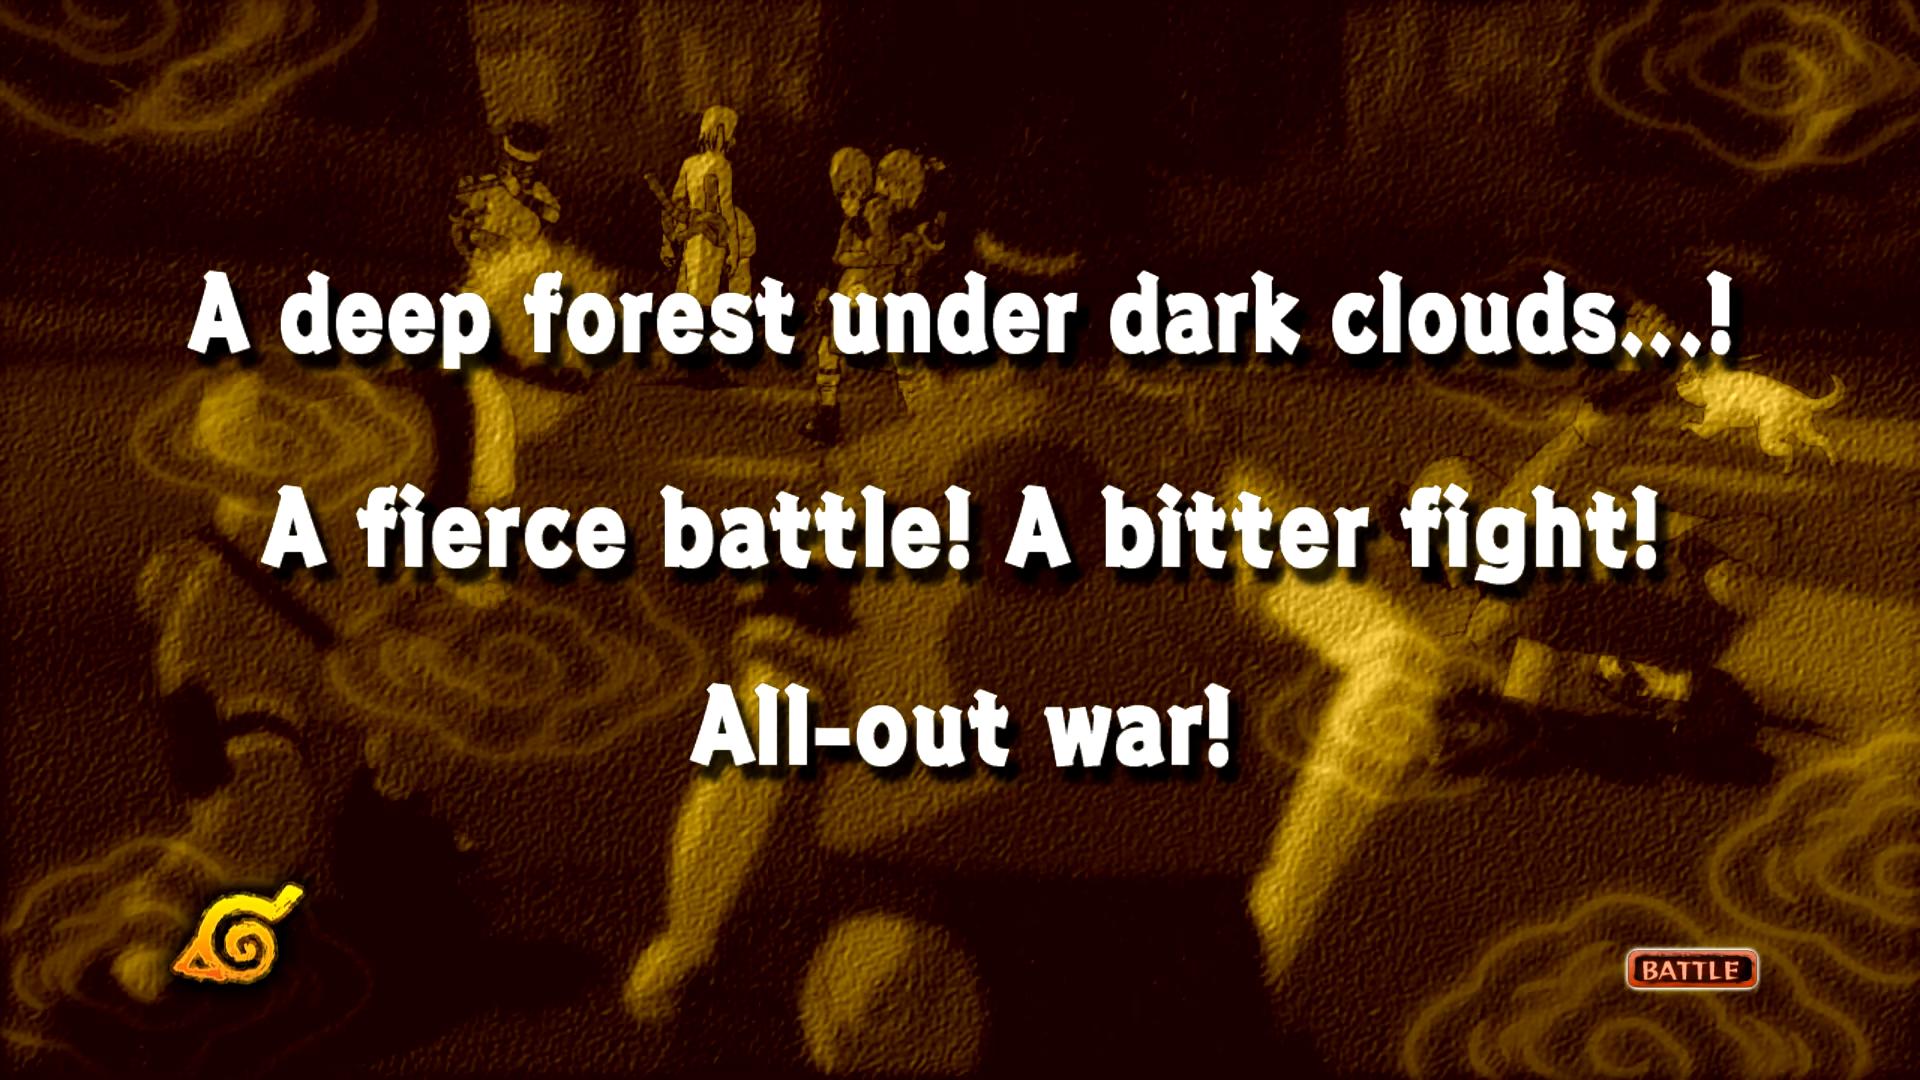 A deep forest under dark clouds...!
A fierce battle! A bitter fight!
All-out war!
BATTLE